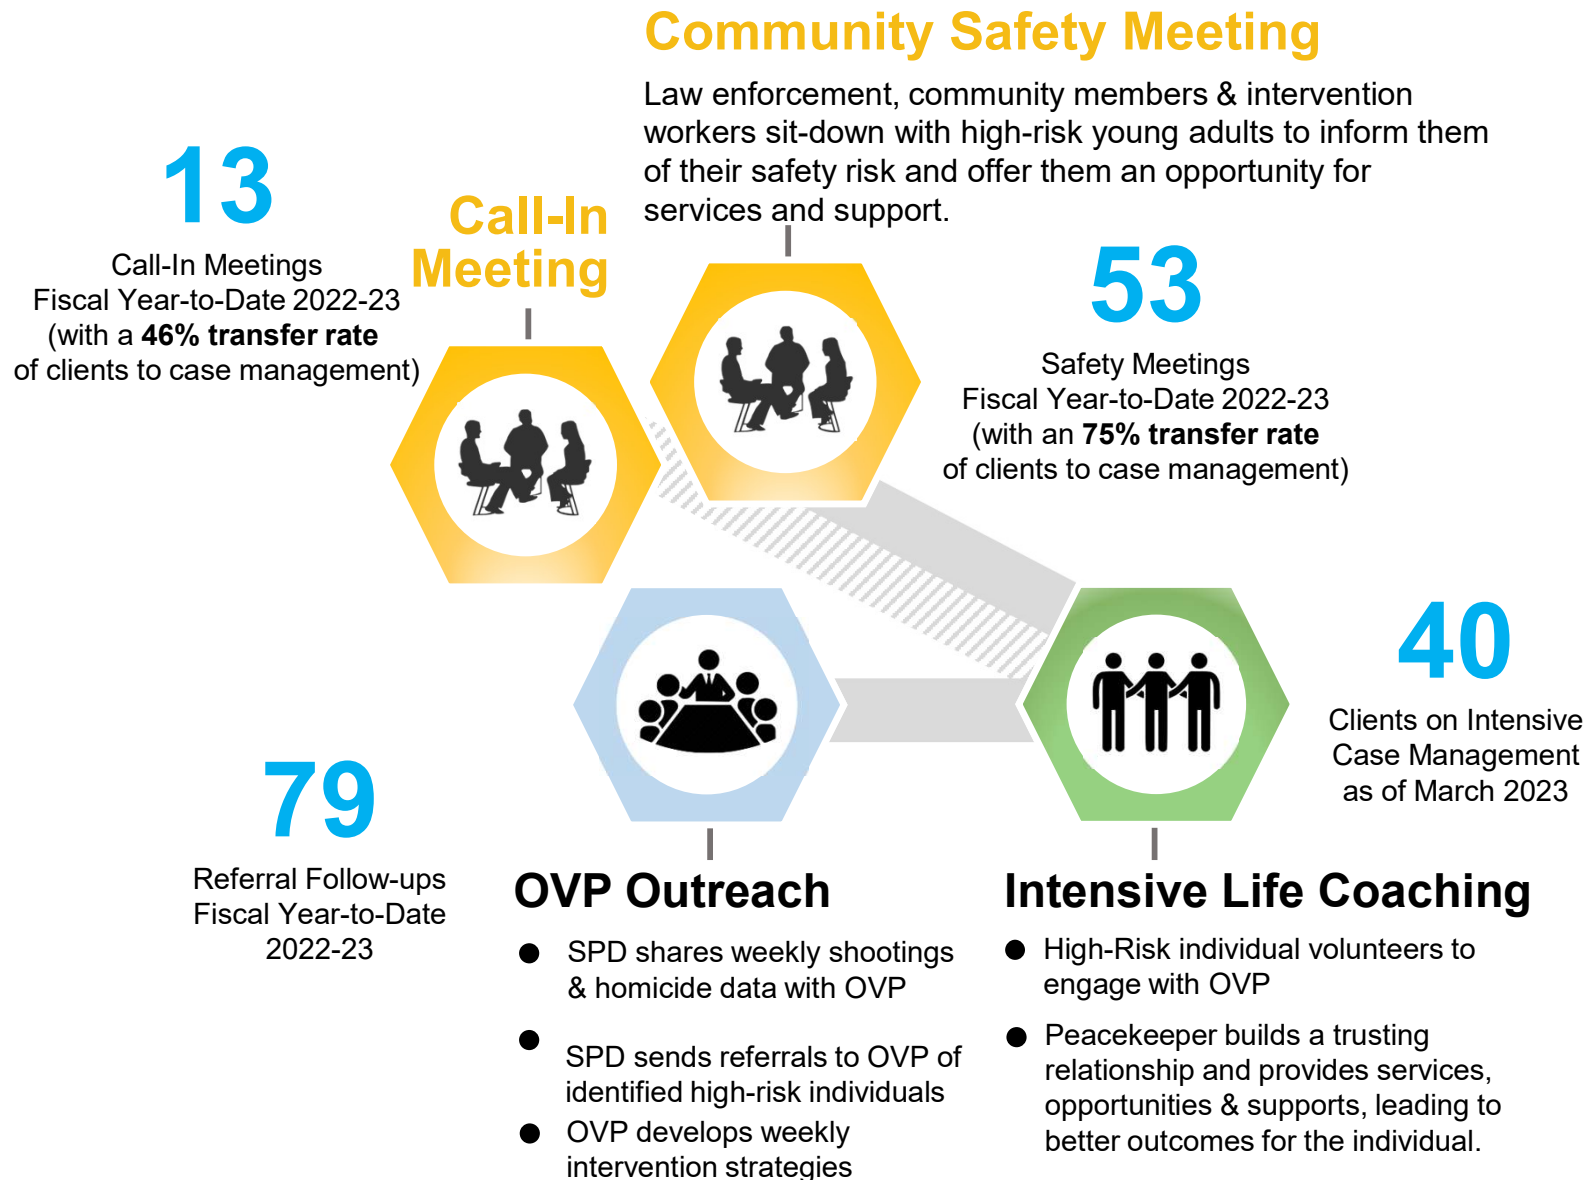 Community Safety Meeting
Law enforcement, community members & intervention
workers sit-down with high-risk young adults to inform them
of their safety risk and offer them an opportunity for
services and support.
13
Call-In Meetings
Fiscal Year-to-Date 2022-23
(with a 46% transfer rate
of clients to case management)
Call-In
Meeting
53
Safety Meetings
Fiscal Year-to-Date 2022-23
(with an 75% transfer rate
of clients to case management)
40
Clients on Intensive
Case Management
as of March 2023
79
Referral Follow-ups
Fiscal Year-to-Date
2022-23
OVP Outreach
● SPD shares weekly shootings
& homicide data with OVP
● SPD sends referrals to OVP of
identified high-risk individuals
● OVP develops weekly
intervention strategies
Intensive Life Coaching
● High-Risk individual volunteers to
engage with OVP
● Peacekeeper builds a trusting
relationship and provides services,
opportunities & supports, leading to
better outcomes for the individual.